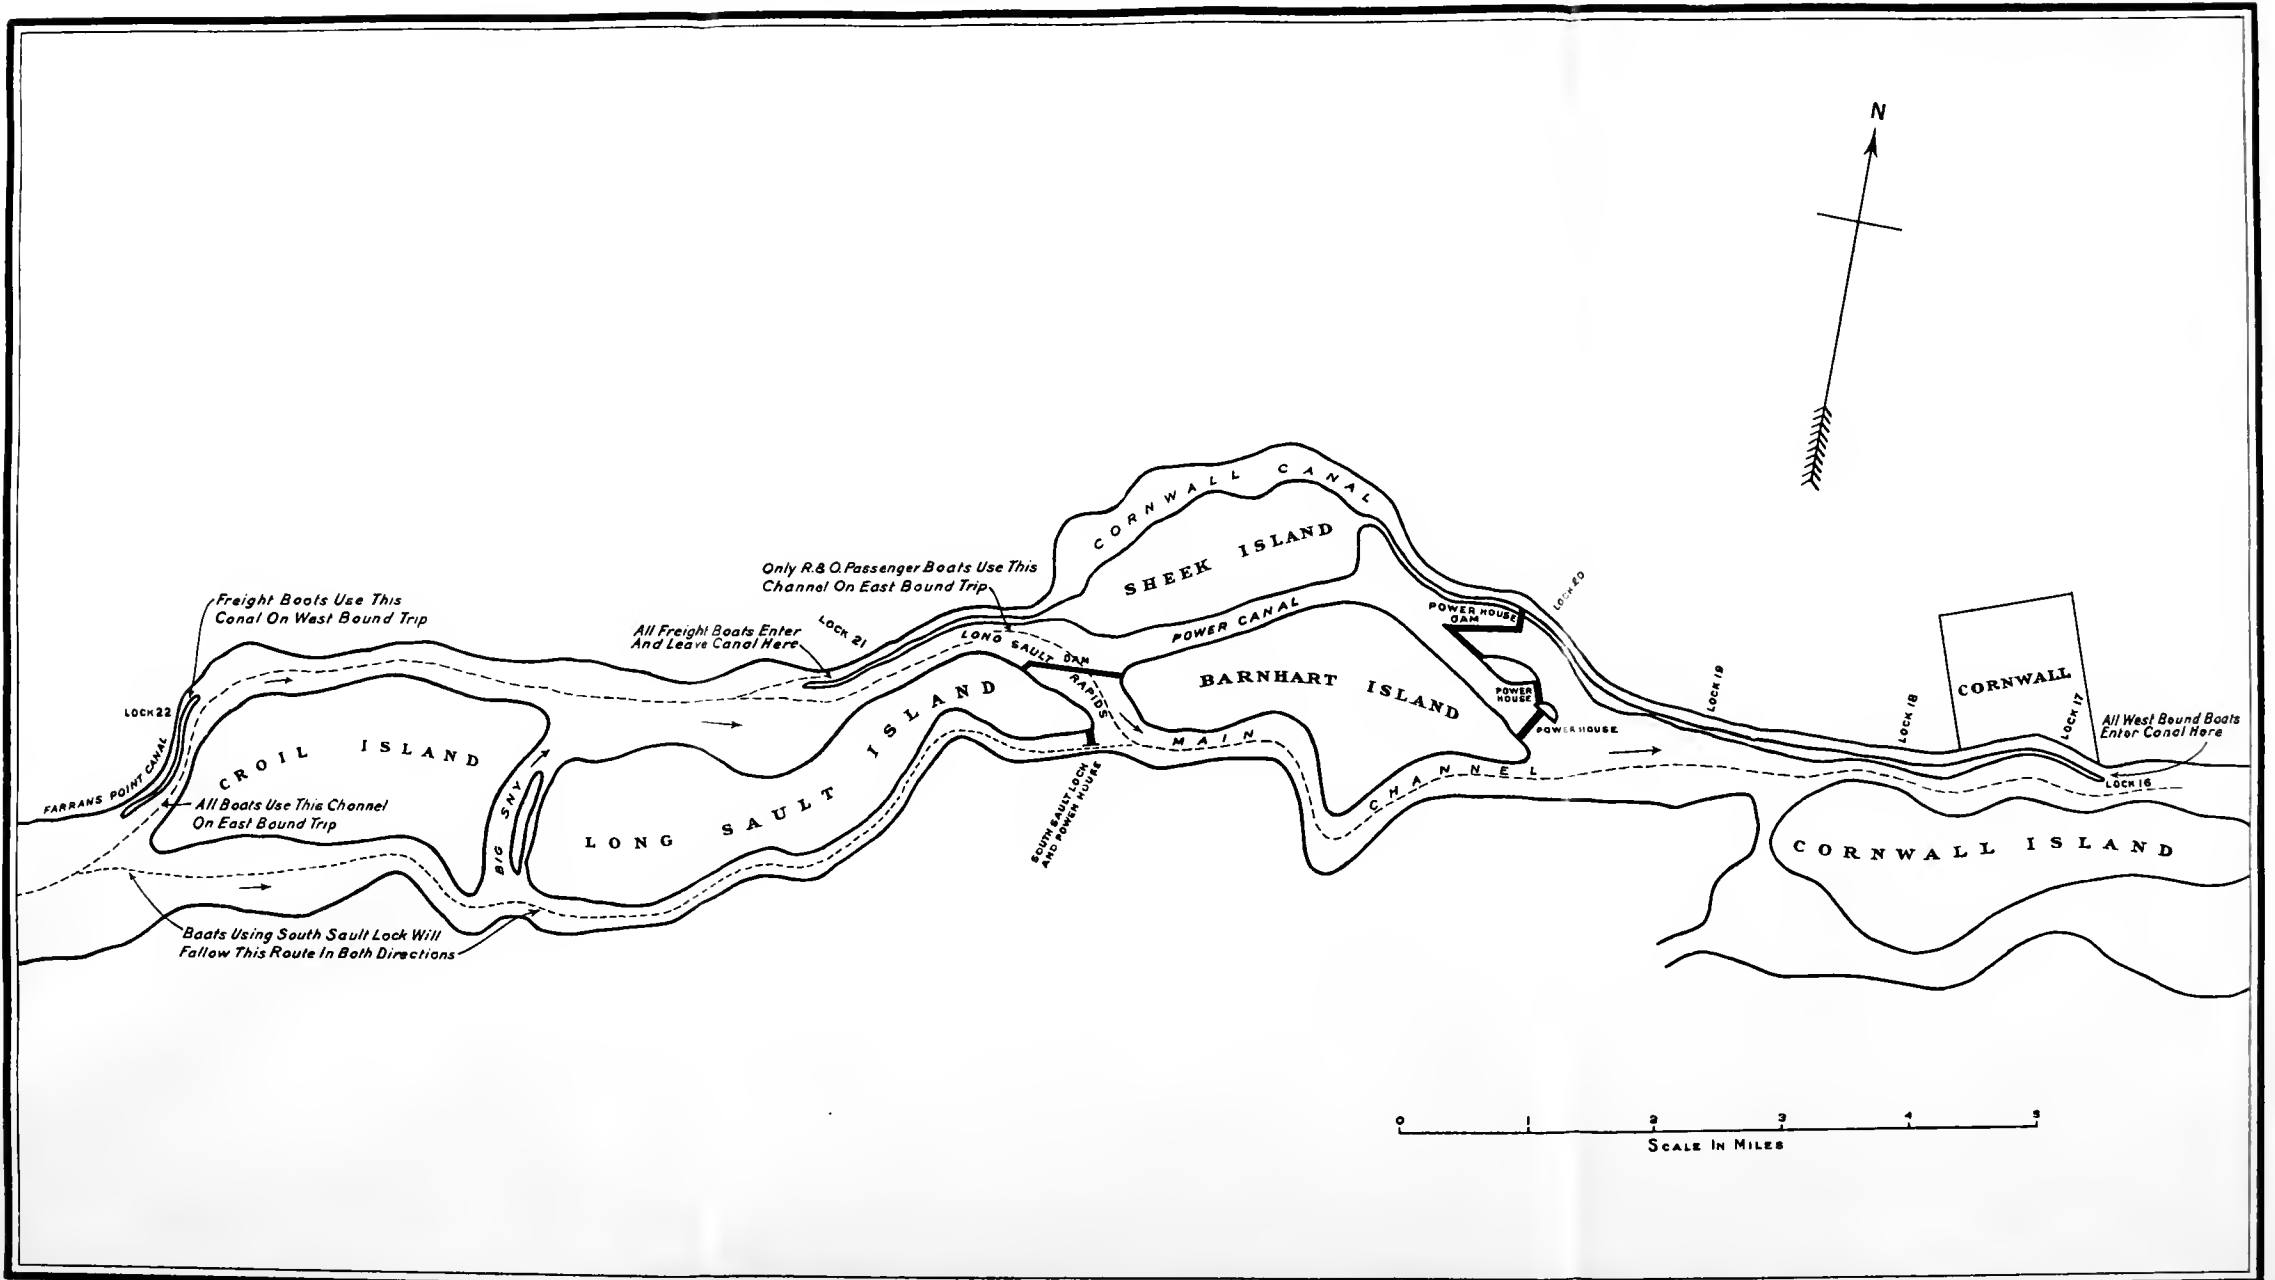 N
CORNWALL CANAL
SHEEK ISLAND
Only R.& O. Passenger Boats Use This
Channel On East Bound Trip
Freight Boats Use This
Canal On West Bound Trip
All Freight Boats Enter
And Leave Canal Here
LOCK 21
LONG SAULT DAM
RAPIDS
POWER CANAL
POWER HOUSE
DAM
LOCK 20
BARNHART ISLAND
POWER
HOUSE
POWER HOUSE
LOCK 19
LOCK 18
CORNWALL
LOCK 17
All West Bound Boats
Enter Canal Here
LOCK 16
LOCK 22
FARRANS POINT CANAL
CROIL ISLAND
All Boats Use This Channel
On East Bound Trip
BIG SNY
LONG SAULT ISLAND
SOUTH SAULT LOCK
AND POWER HOUSE
MAIN CHANNEL
CORNWALL ISLAND
Boats Using South Sault Lock Will
Follow This Route In Both Directions
0 1 2 3 4 5
SCALE IN MILES